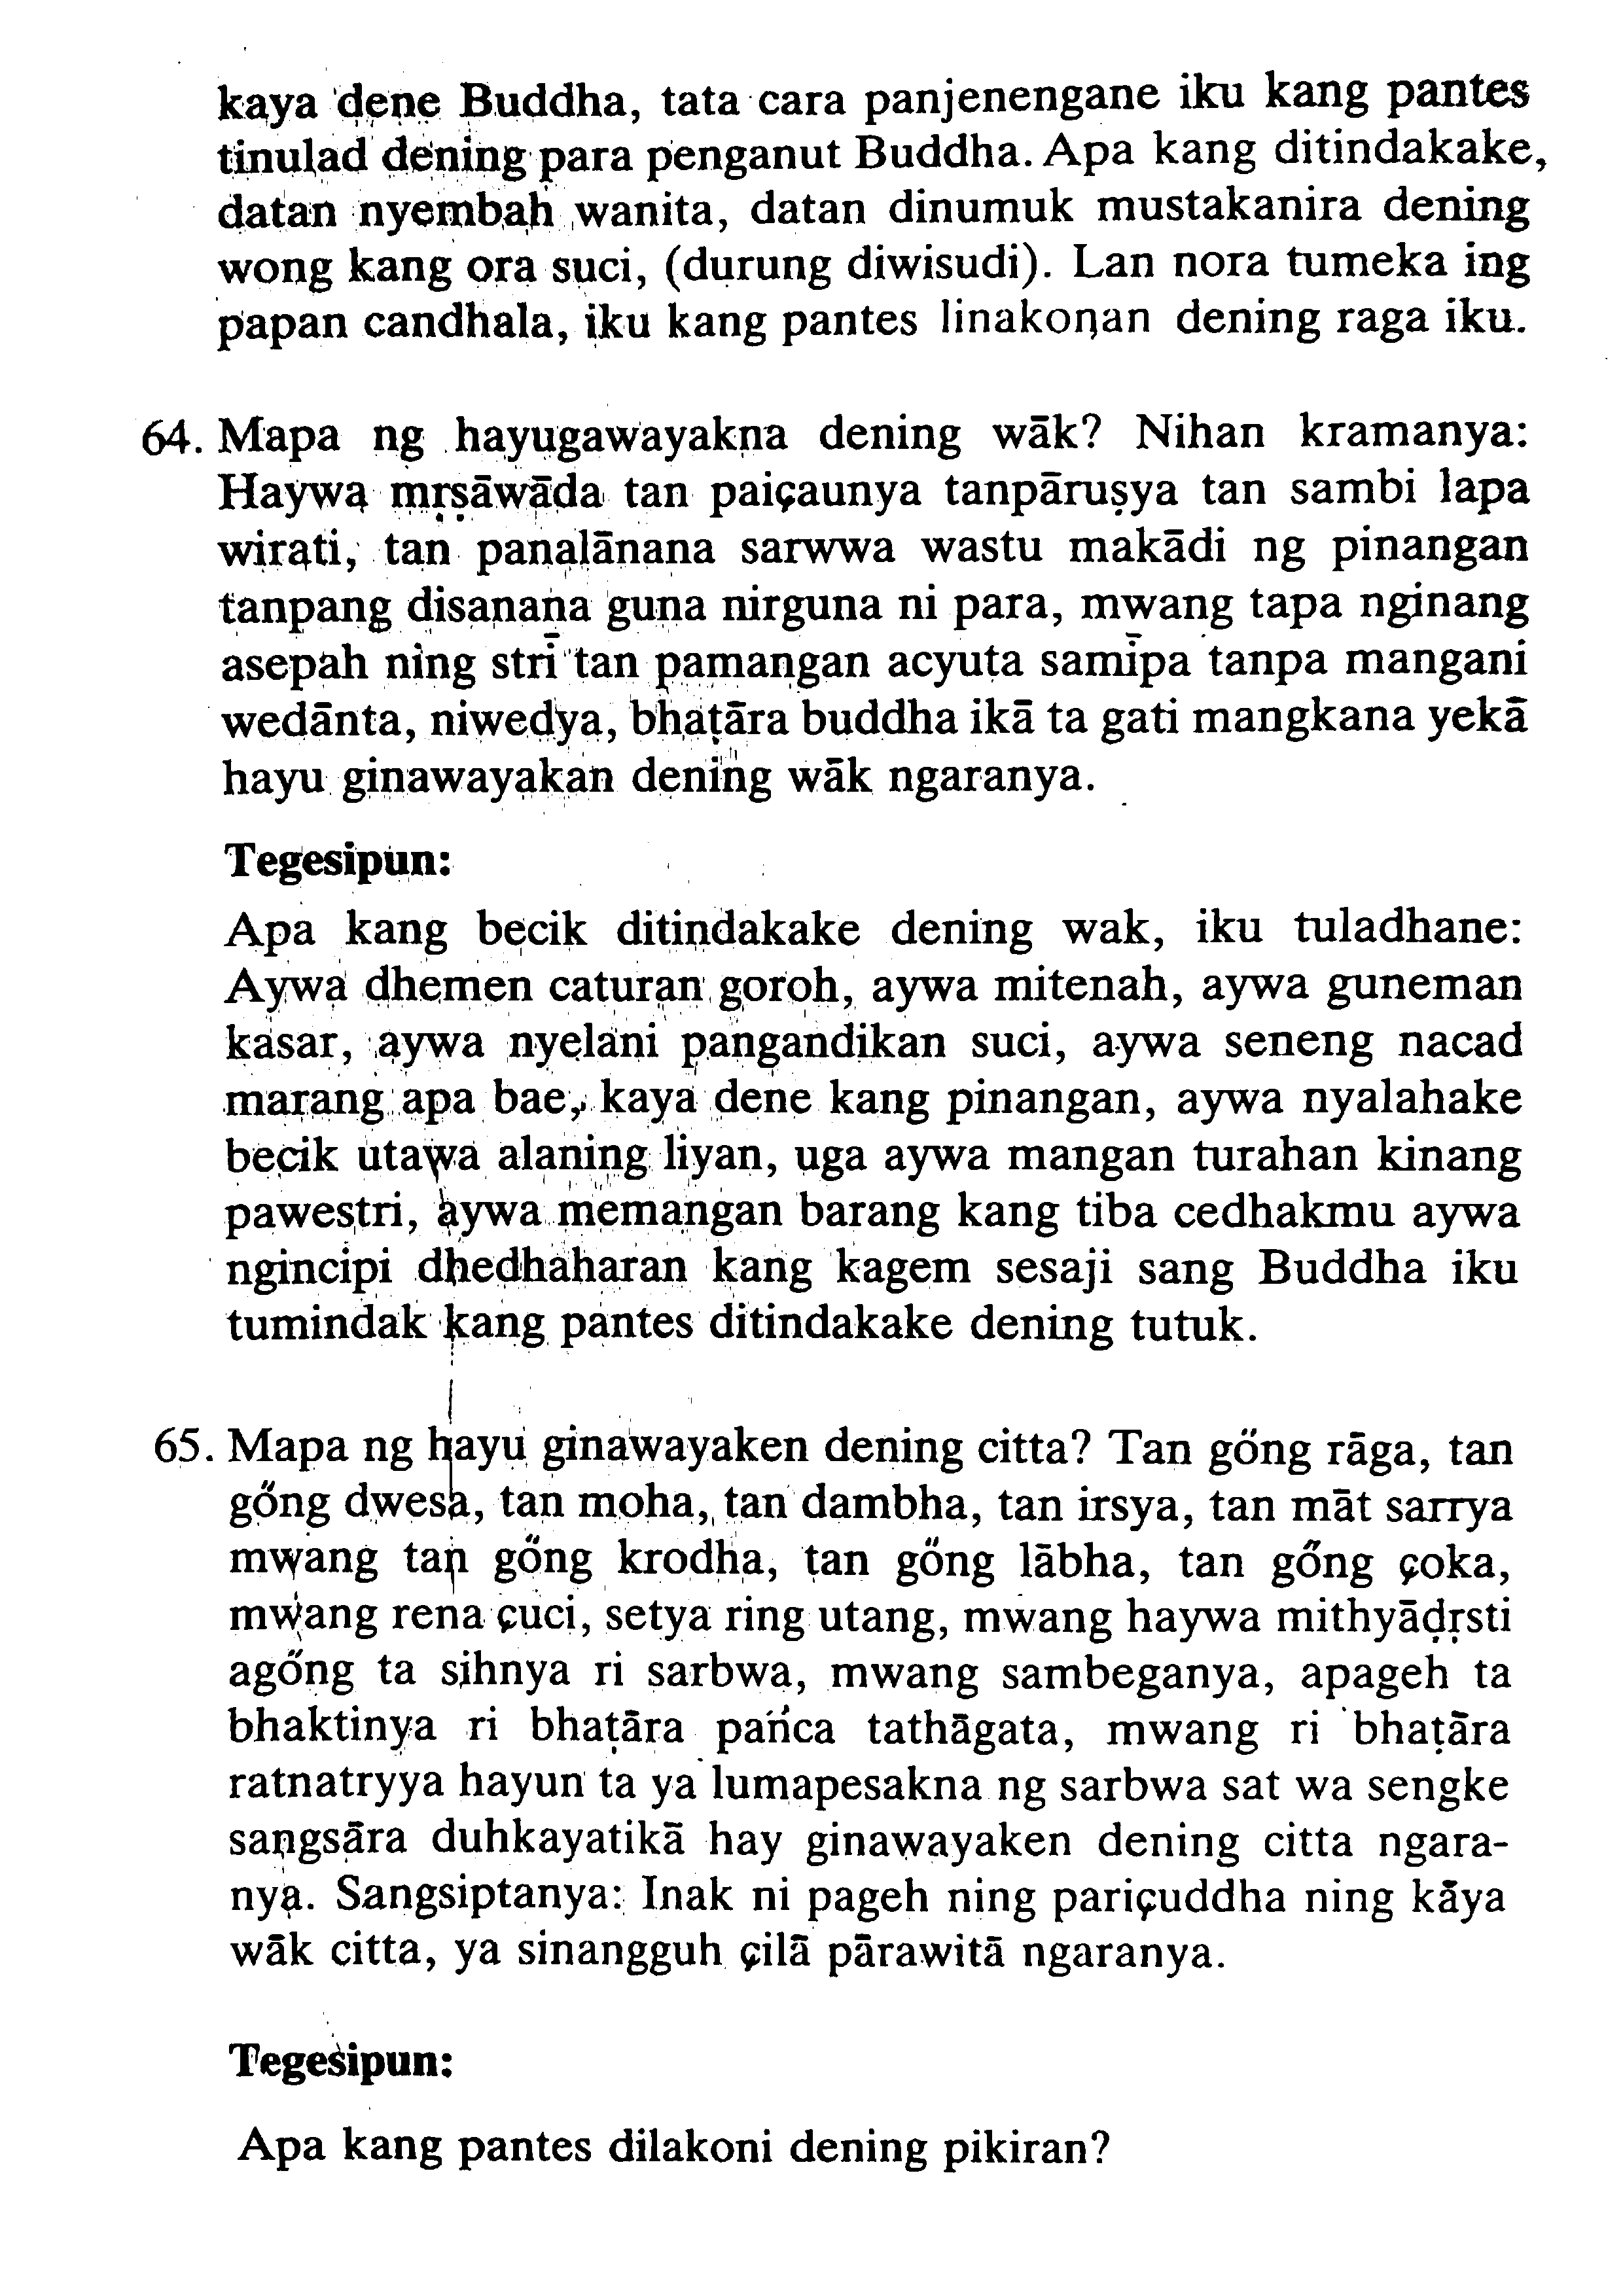 kaya dene Buddha, tata cara panjenengane iku kang pantes
tinulad dening para penganut Buddha. Apa kang ditindakake,
datan nyembah wanita, datan dinumuk mustakanira dening
wong kang ora suci, (durung diwisudi). Lan nora tumeka ing
papan candhala, iku kang pantes linakonan dening raga iku.
64. Mapa ng hayugawayakna dening wāk? Nihan kramanya:
Haywa mṛṣāwāda tan paiçaunya tanpāruṣya tan sambi lapa
wirati, tan panalānana sarwwa wastu makādi ng pinangan
tanpang disanana guna nirguna ni para, mwang tapa nginang
asepah ning strī tan pamangan acyuta samīpa tanpa mangani
wedānta, niwedya, bhaṭāra buddha ikā ta gati mangkana yekā
hayu ginawayakan dening wāk ngaranya.
Tegesipun:
Apa kang becik ditindakake dening wak, iku tuladhane:
Aywa dhemen caturan goroh, aywa mitenah, aywa guneman
kasar, aywa nyelani pangandikan suci, aywa seneng nacad
marang apa bae, kaya dene kang pinangan, aywa nyalahake
becik utawa alaning liyan, uga aywa mangan turahan kinang
pawestri, aywa memangan barang kang tiba cedhakmu aywa
ngincipi dhedhaharan kang kagem sesaji sang Buddha iku
tumindak kang pantes ditindakake dening tutuk.
65. Mapa ng hayu ginawayaken dening citta? Tan gőng rāga, tan
gőng dwesa, tan moha, tan dambha, tan irsya, tan māt sarrya
mwang tan gőng krodha, tan gőng lābha, tan gőng çoka,
mwang rena çuci, setya ring utang, mwang haywa mithyādṛsti
agőng ta sihnya ri sarbwa, mwang sambeganya, apageh ta
bhaktinya ri bhaṭāra pańca tathāgata, mwang ri bhaṭāra
ratnatryya hayun ta ya lumapesakna ng sarbwa sat wa sengke
sangsāra duhkayatikā hay ginawayaken dening citta ngara-
nya. Sangsiptanya: Inak ni pageh ning pariçuddha ning kāya
wāk citta, ya sinangguh çilā pārawitā ngaranya.
Tegesipun:
Apa kang pantes dilakoni dening pikiran?